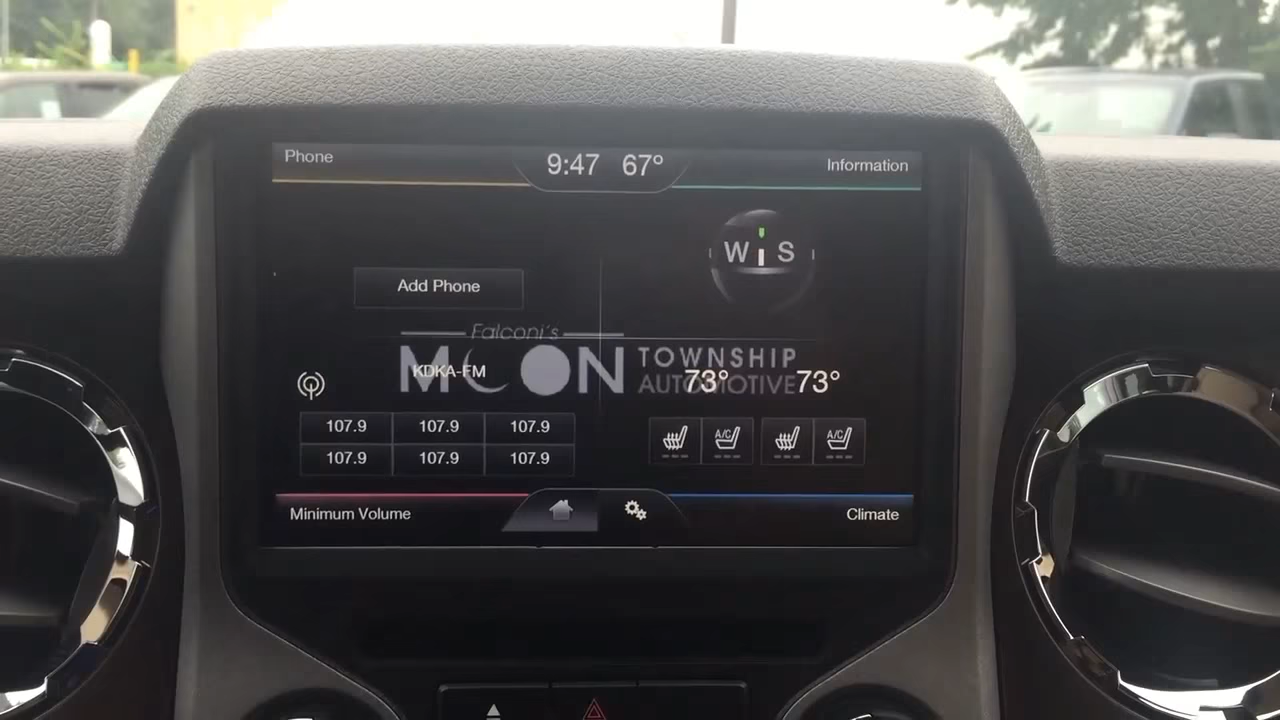 Phone
9:47 67°
Information
W S
Add Phone
Falconi's
MOON TOWNSHIP
AUTOMOTIVE
KDKA-FM
73° 73°
107.9 107.9 107.9
A/C A/C
107.9 107.9 107.9
Minimum Volume
Climate